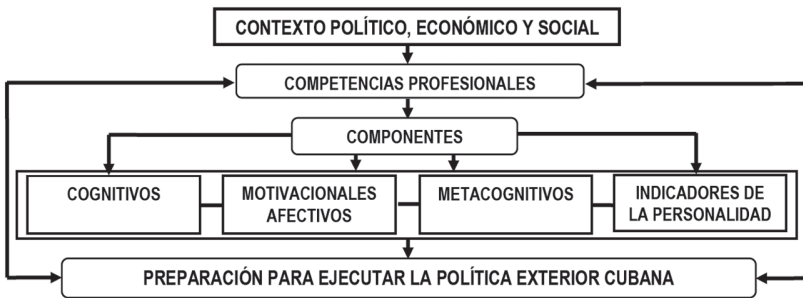 CONTEXTO POLÍTICO, ECONÓMICO Y SOCIAL
COMPETENCIAS PROFESIONALES
COMPONENTES
COGNITIVOS
MOTIVACIONALES
AFECTIVOS
METACOGNITIVOS
INDICADORES DE
LA PERSONALIDAD
PREPARACIÓN PARA EJECUTAR LA POLÍTICA EXTERIOR CUBANA